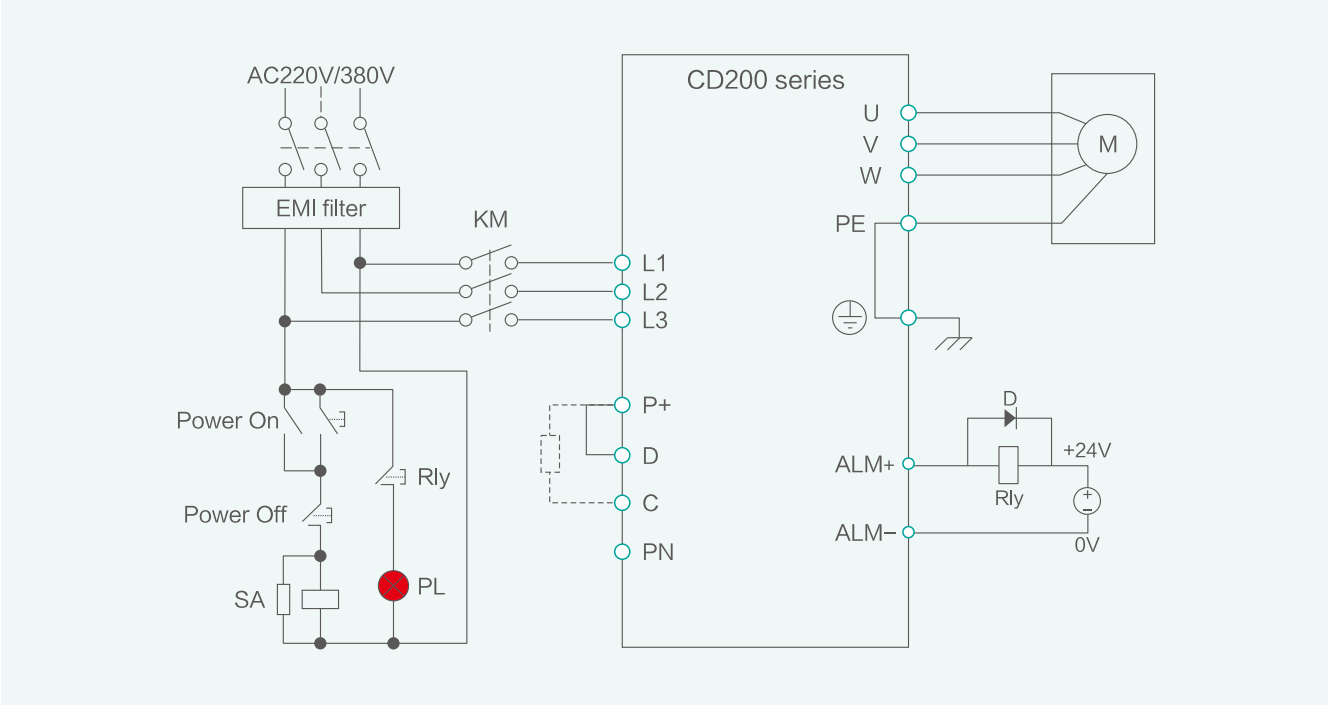 AC220V/380V
CD200 series
U
V
M
W
EMI filter
KM
PE
L1
L2
L3
Power On
P+
D
D
ALM+
+24V
Rly
Rly
Power Off
C
ALM−
0V
PN
SA
PL